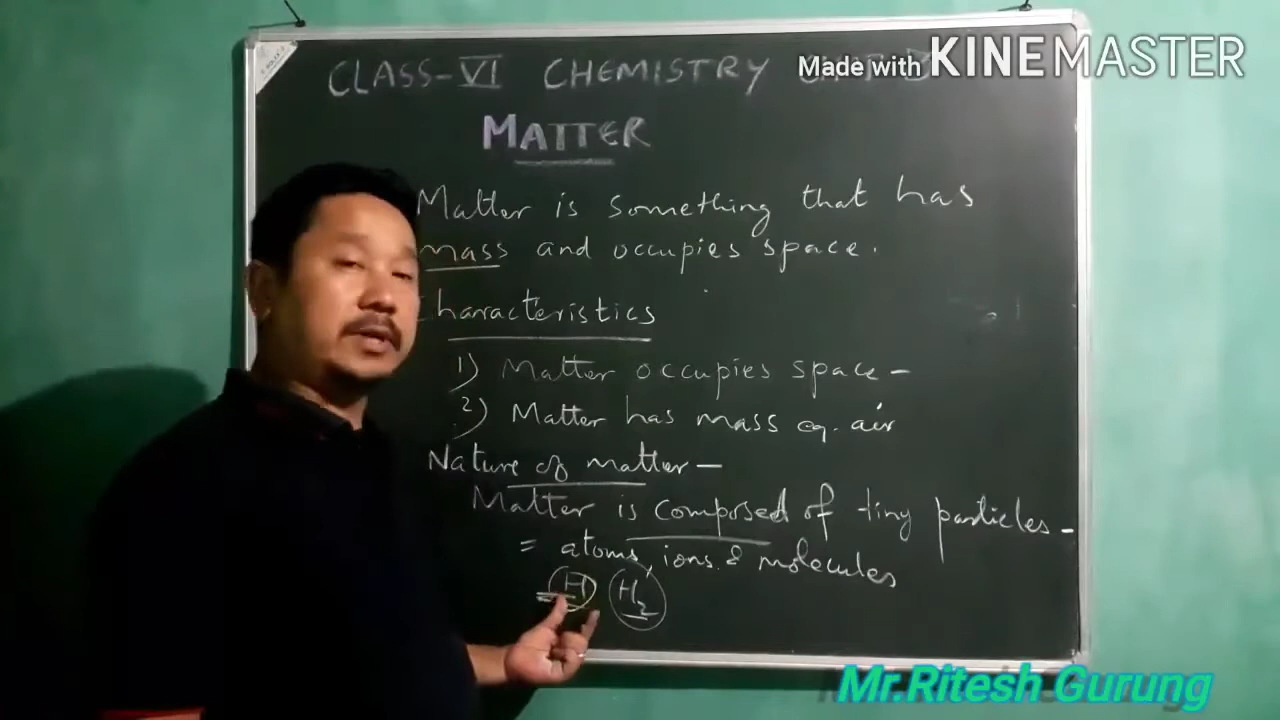 Made with KINEMASTER
CLASS-VI CHEMISTRY
MATTER
Matter is something that has
mass and occupies space.
Characteristics
1) Matter occupies space -
2) Matter has mass eg. air
Nature of matter -
Matter is composed of tiny particles -
= atoms, ions & molecules
H H2
Mr.Ritesh Gurung